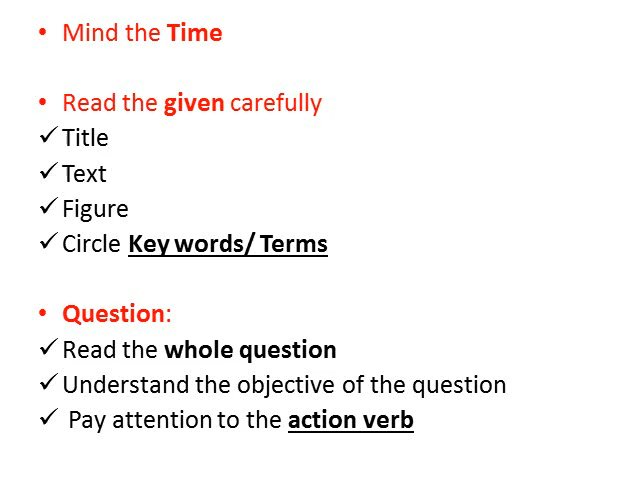 • Mind the Time
• Read the given carefully
✓ Title
✓ Text
✓ Figure
✓ Circle Key words/ Terms
• Question:
✓ Read the whole question
✓ Understand the objective of the question
✓ Pay attention to the action verb